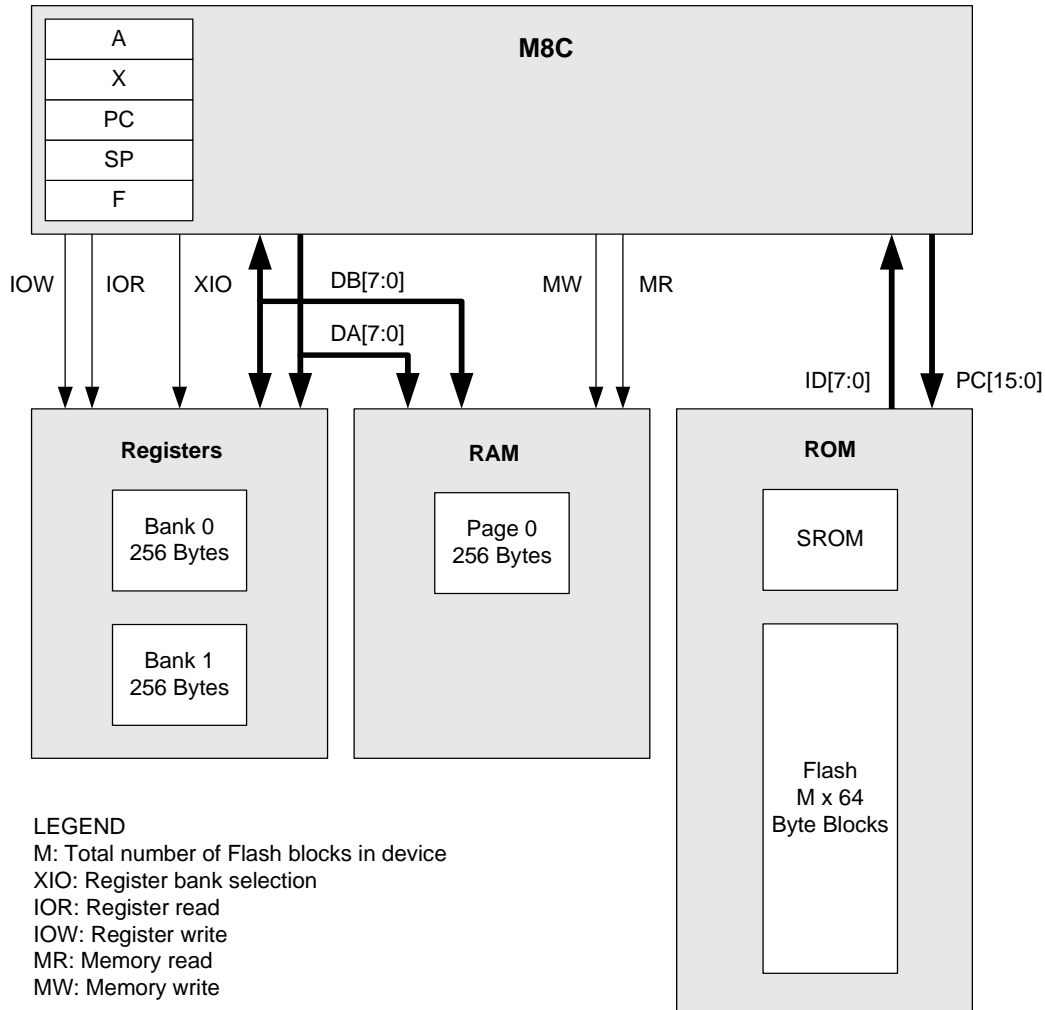 M8C
A
X
PC
SP
F
IOW
IOR
XIO
DB[7:0]
DA[7:0]
MW
MR
ID[7:0]
PC[15:0]
Registers
Bank 0
256 Bytes
Bank 1
256 Bytes
RAM
Page 0
256 Bytes
ROM
SROM
Flash
M x 64
Byte Blocks
LEGEND
M: Total number of Flash blocks in device
XIO: Register bank selection
IOR: Register read
IOW: Register write
MR: Memory read
MW: Memory write